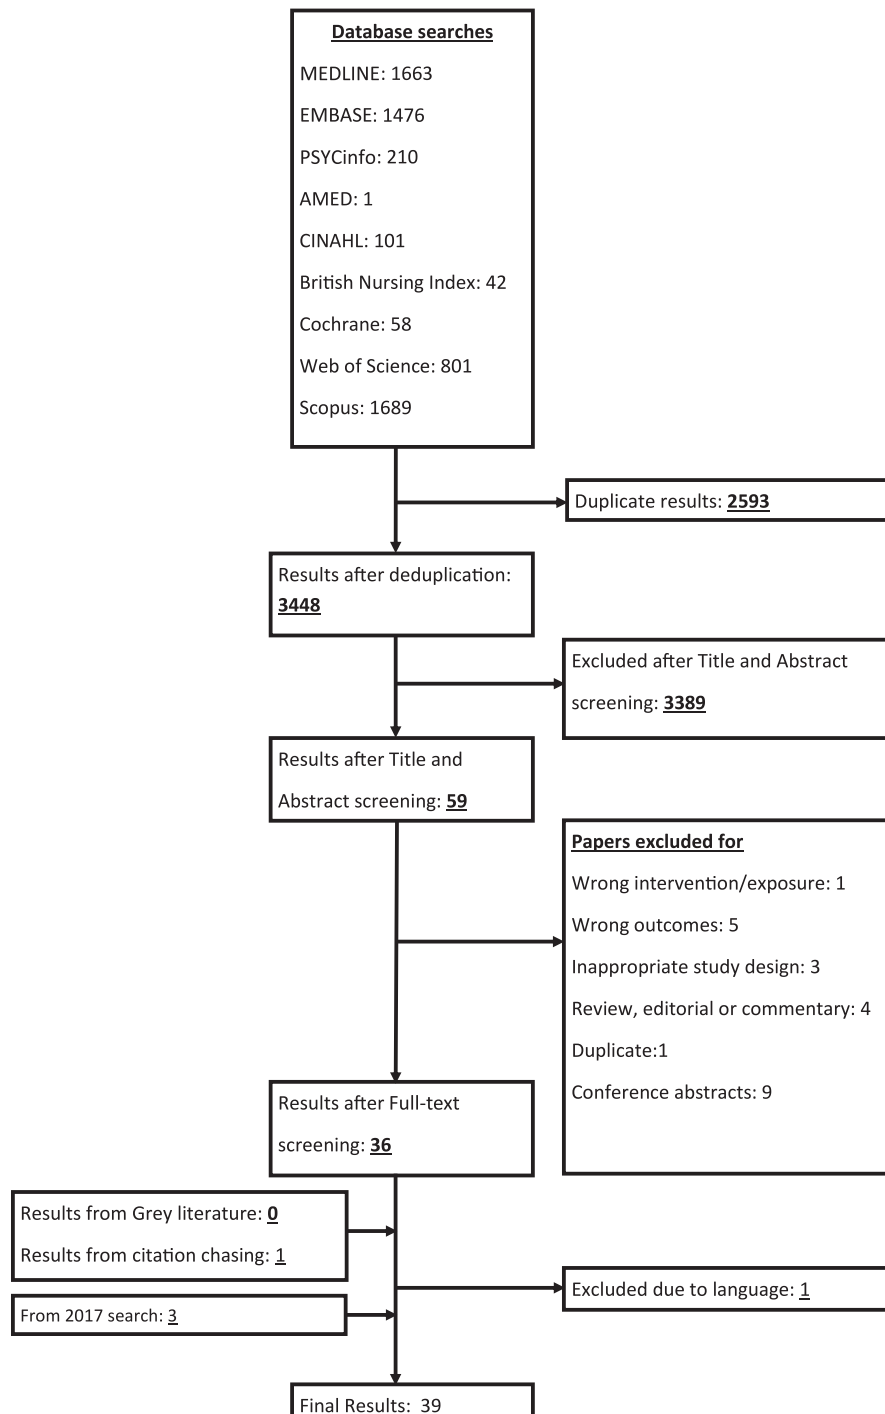 Database searches
MEDLINE: 1663
EMBASE: 1476
PSYCinfo: 210
AMED: 1
CINAHL: 101
British Nursing Index: 42
Cochrane: 58
Web of Science: 801
Scopus: 1689
Duplicate results: 2593
Results after deduplication:
3448
Excluded after Title and Abstract
screening: 3389
Results after Title and
Abstract screening: 59
Papers excluded for
Wrong intervention/exposure: 1
Wrong outcomes: 5
Inappropriate study design: 3
Review, editorial or commentary: 4
Duplicate:1
Conference abstracts: 9
Results after Full-text
screening: 36
Results from Grey literature: 0
Results from citation chasing: 1
Excluded due to language: 1
From 2017 search: 3
Final Results: 39